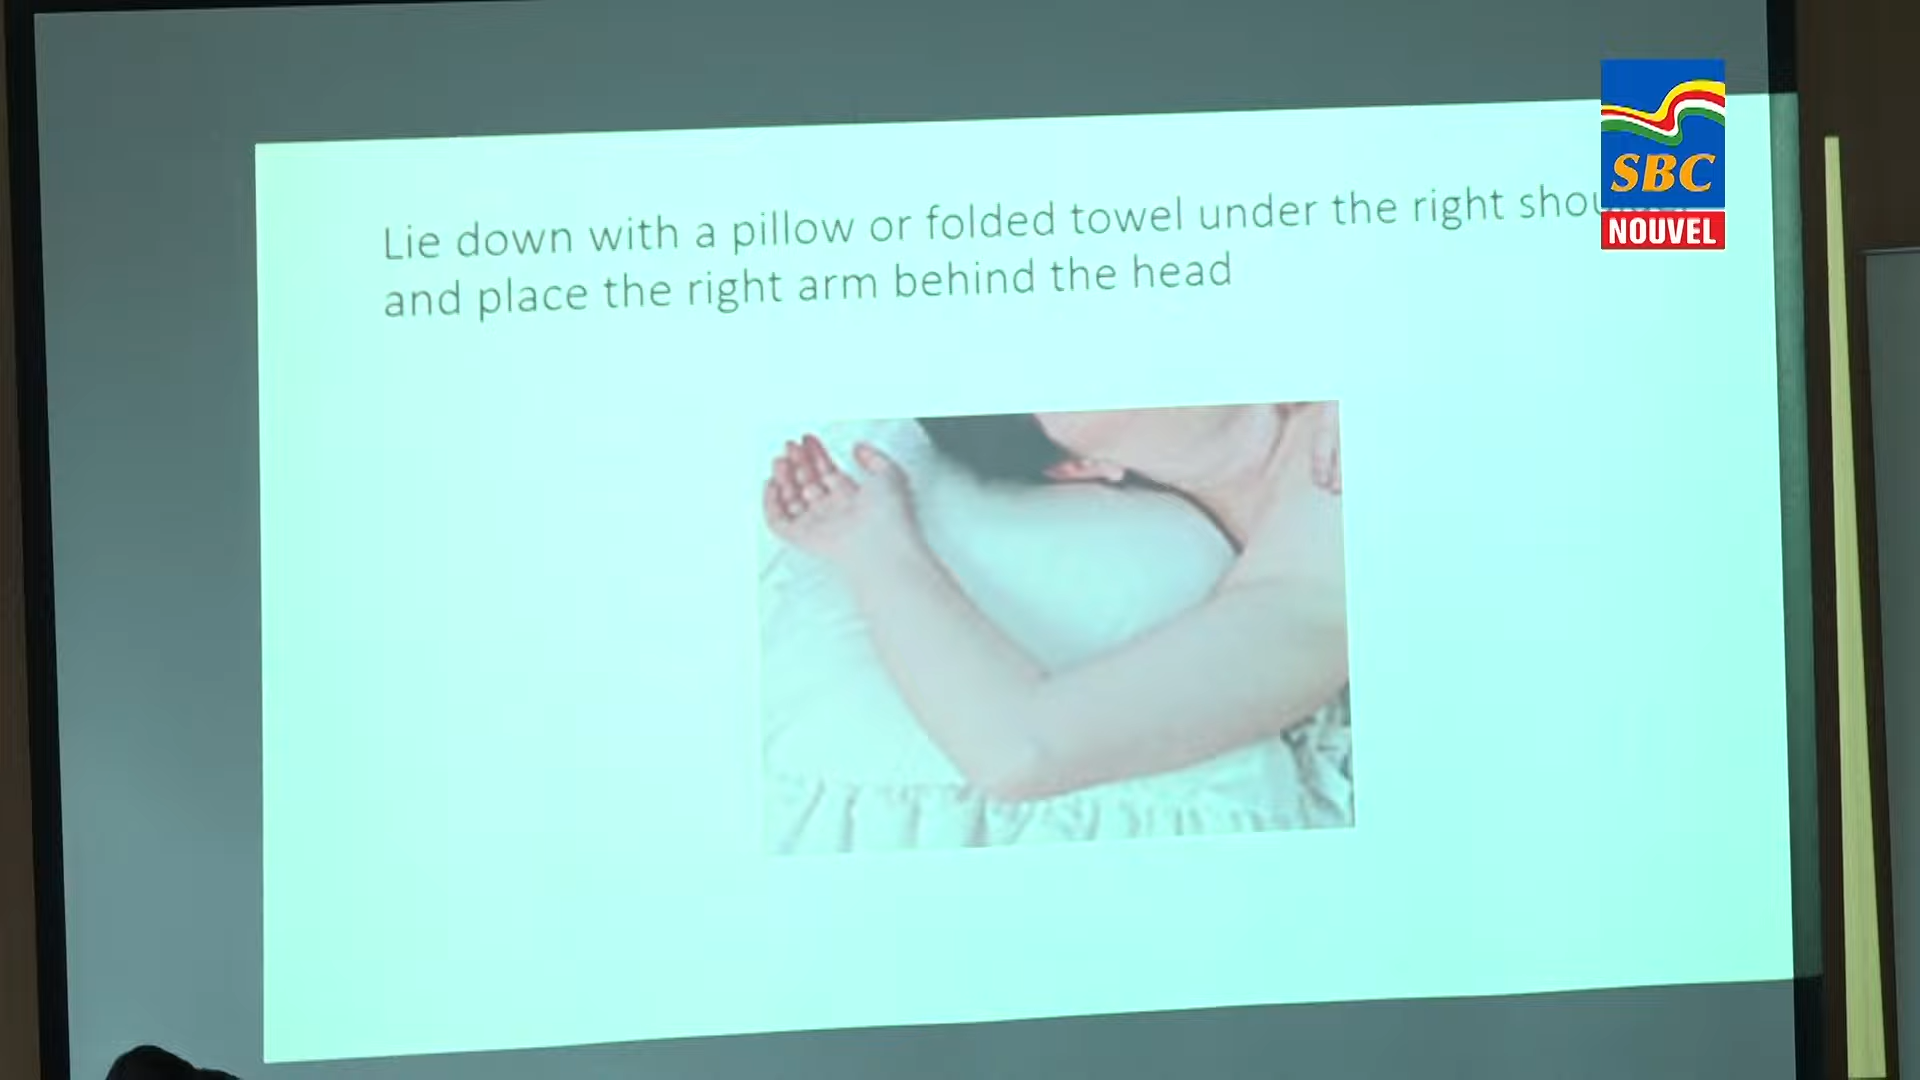 Lie down with a pillow or folded towel under the right
and place the right arm behind the head
SBC
NOUVEL